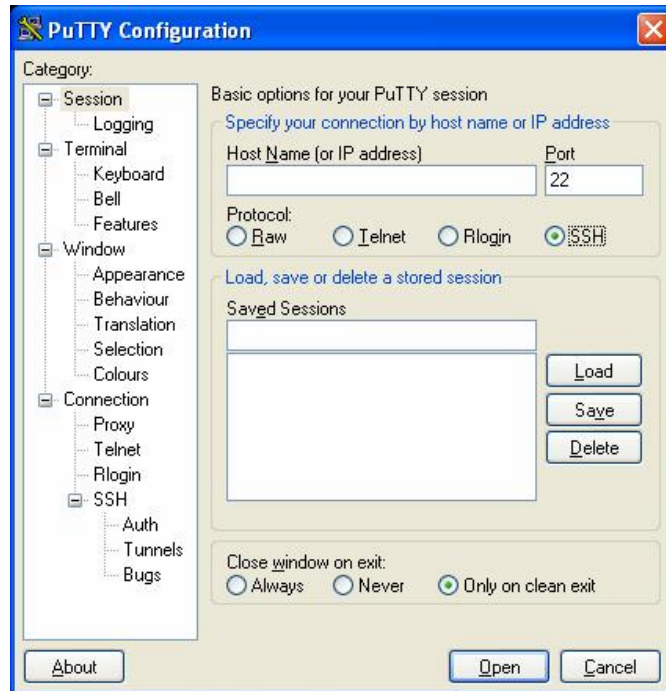 PuTTY Configuration
Category:
Session
Logging
Terminal
Keyboard
Bell
Features
Window
Appearance
Behaviour
Translation
Selection
Colours
Connection
Proxy
Telnet
Rlogin
SSH
Auth
Tunnels
Bugs
Basic options for your PuTTY session
Specify your connection by host name or IP address
Host Name (or IP address) Port
22
Protocol:
Raw Telnet Rlogin SSH
Load, save or delete a stored session
Saved Sessions
Load
Save
Delete
Close window on exit:
Always Never Only on clean exit
About Open Cancel